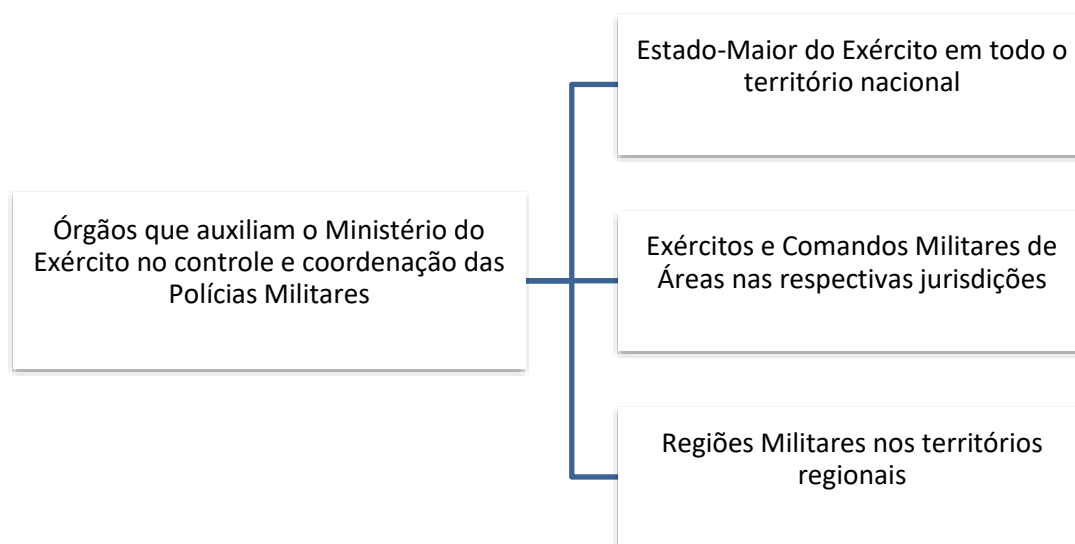 Órgãos que auxiliam o Ministério do
Exército no controle e coordenação das
Polícias Militares
Estado-Maior do Exército em todo o
território nacional
Exércitos e Comandos Militares de
Áreas nas respectivas jurisdições
Regiões Militares nos territórios
regionais